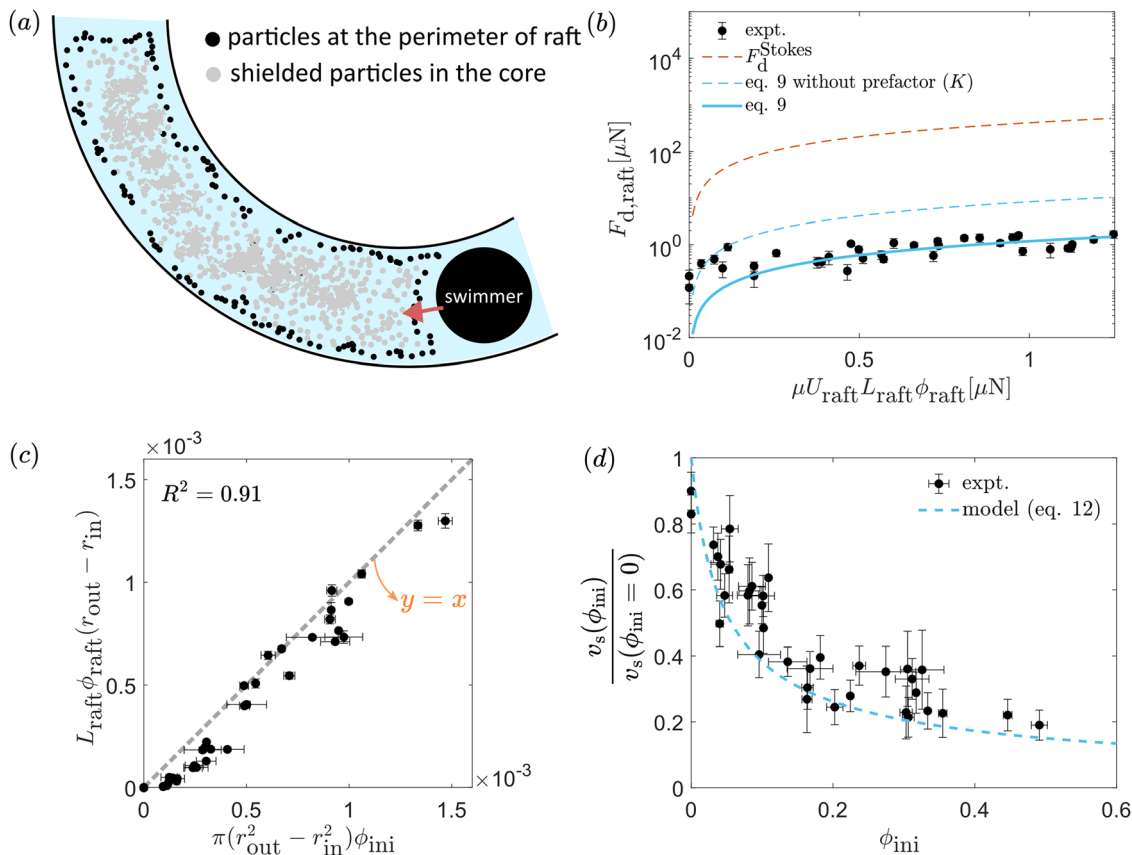 (a)
particles at the perimeter of raft
shielded particles in the core
swimmer
(b)
expt.
F_d^Stokes
eq. 9 without prefactor (K)
eq. 9
F_d,raft [μN]
10^4
10^2
10^0
10^-2
0
0.5
1
μU_raft L_raft ϕ_raft [μN]
(c)
×10^-3
R^2 = 0.91
y = x
L_raft ϕ_raft (r_out − r_in)
1.5
1
0.5
0
0
0.5
1
1.5
×10^-3
π(r_out^2 − r_in^2)ϕ_ini
(d)
expt.
model (eq. 12)
v_s(ϕ_ini)
v_s(ϕ_ini = 0)
1
0.8
0.6
0.4
0.2
0
0
0.2
0.4
0.6
ϕ_ini